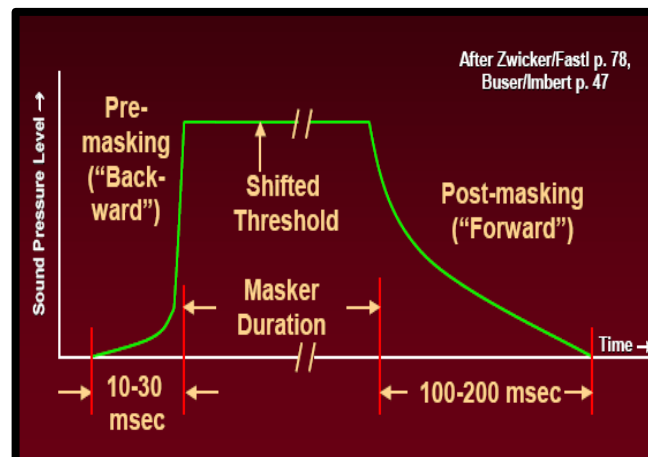 After Zwicker/Fastl p. 78,
Buser/Imbert p. 47
Sound Pressure Level →
Pre-
masking
(“Back-
ward”)
Shifted
Threshold
Post-masking
(“Forward”)
Masker
Duration
Time →
10-30
msec
100-200 msec